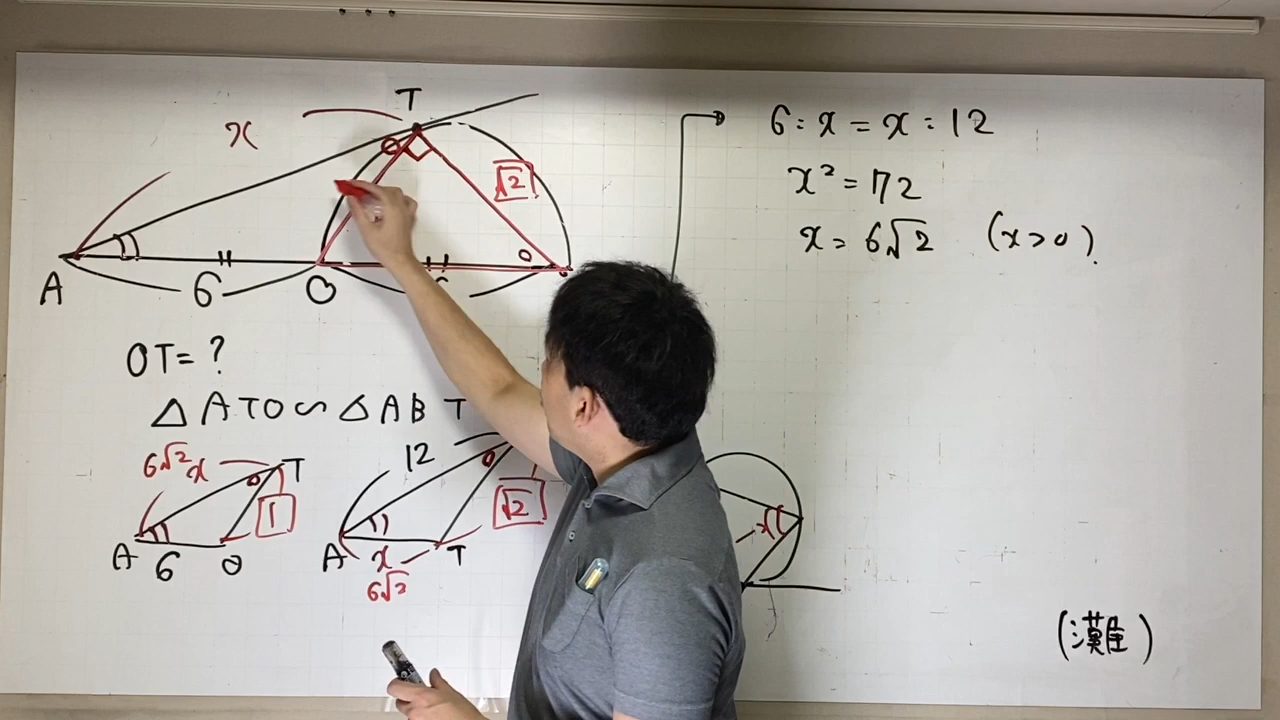 T
x
√2
A
6
O
OT=?
△ATO∽△ABT
6√2 x
T
1
A
6
O
12
√2
A
x
T
6√2
6:x=x:12
x²=72
x=6√2 (x>0)